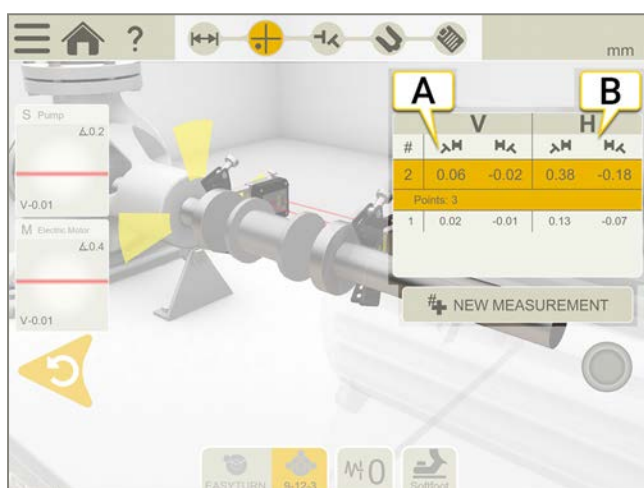 ?
mm
S Pump
∡0.2
V-0.01
M Electric Motor
∡0.4
V-0.01
A
B
V H
#
2 0.06 -0.02 0.38 -0.18
Points: 3
1 0.02 -0.01 0.13 -0.07
# NEW MEASUREMENT
EASYTURN 9-12-3 0 Softfoot